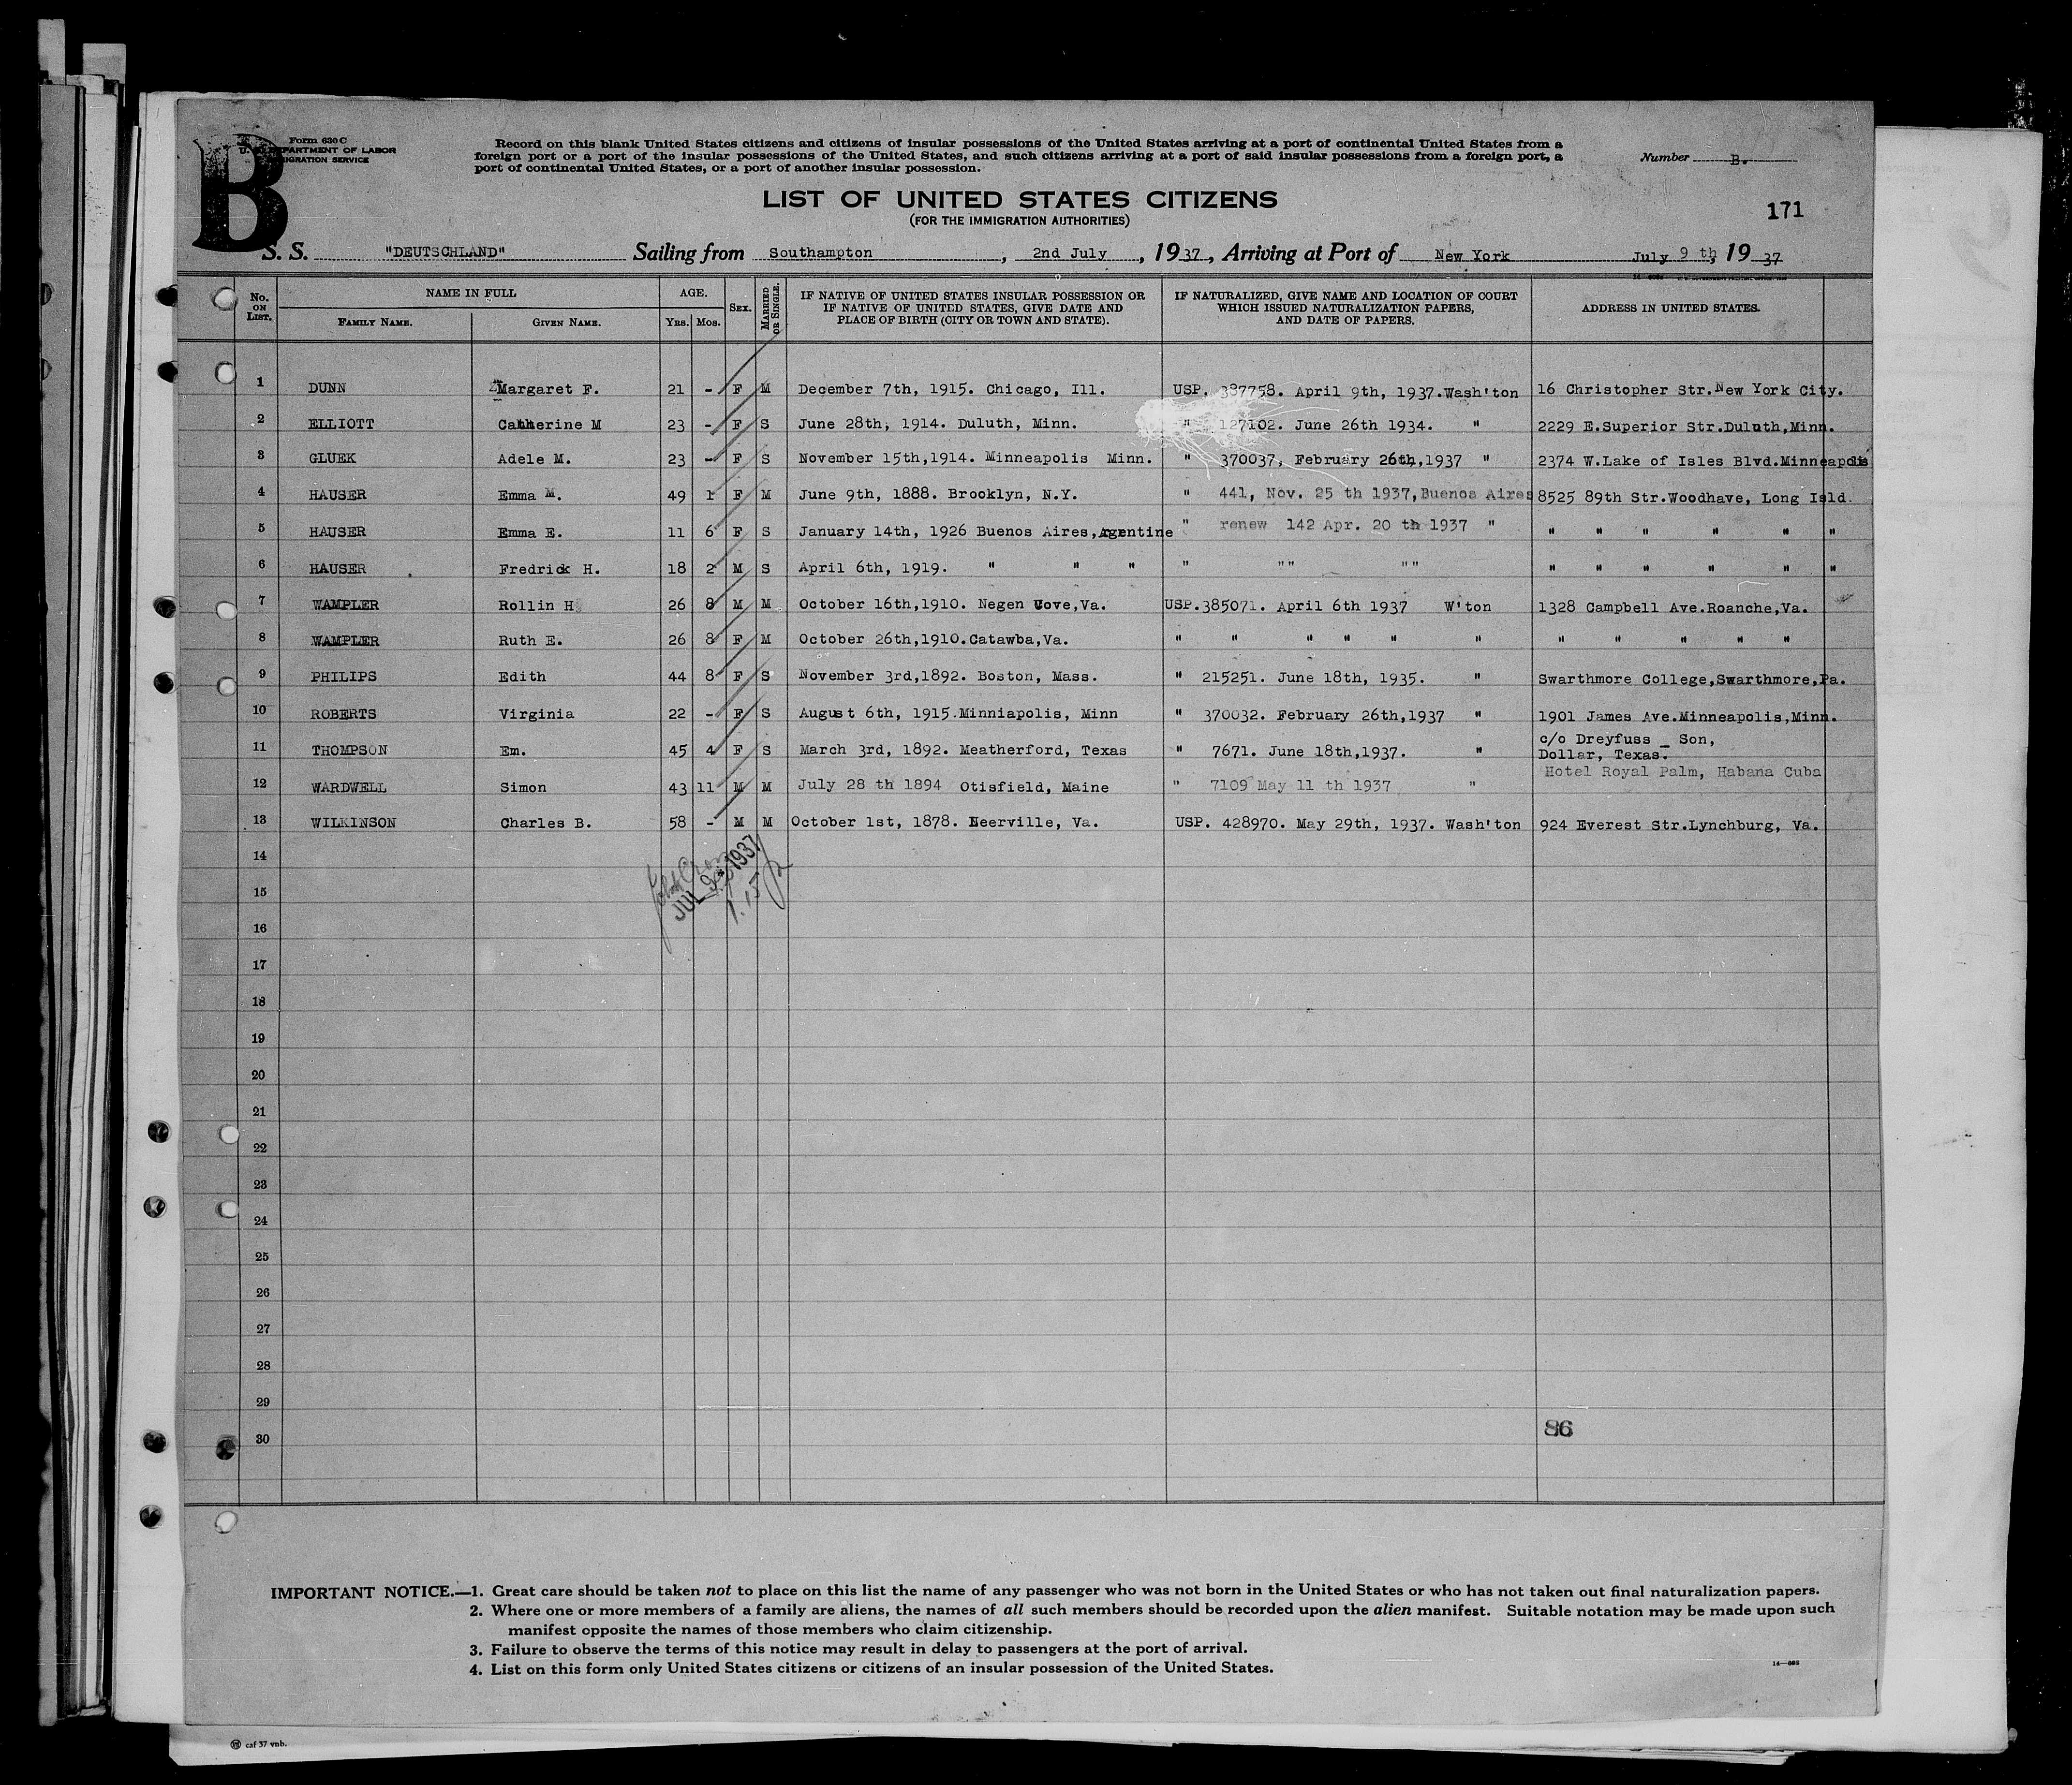 B
Form 630 C
U. S. DEPARTMENT OF LABOR
IMMIGRATION SERVICE
Record on this blank United States citizens and citizens of insular possessions of the United States arriving at a port of continental United States from a
foreign port or a port of the insular possessions of the United States, and such citizens arriving at a port of said insular possessions from a foreign port, a
port of continental United States, or a port of another insular possession.
Number B.
LIST OF UNITED STATES CITIZENS
(FOR THE IMMIGRATION AUTHORITIES)
171
S. S. "DEUTSCHLAND" Sailing from Southampton, 2nd July, 1937, Arriving at Port of New York July 9 th, 1937
No. ON LIST. NAME IN FULL FAMILY NAME. GIVEN NAME. AGE. YRS. MOS. SEX. MARRIED OR SINGLE. IF NATIVE OF UNITED STATES INSULAR POSSESSION OR IF NATIVE OF UNITED STATES, GIVE DATE AND PLACE OF BIRTH (CITY OR TOWN AND STATE). IF NATURALIZED, GIVE NAME AND LOCATION OF COURT WHICH ISSUED NATURALIZATION PAPERS, AND DATE OF PAPERS. ADDRESS IN UNITED STATES.
1 DUNN Margaret F. 21 - F M December 7th, 1915. Chicago, Ill. USP. 387758. April 9th, 1937.Wash'ton 16 Christopher Str.New York City.
2 ELLIOTT Catherine M 23 - F S June 28th, 1914. Duluth, Minn. " 127102. June 26th 1934. " 2229 E.Superior Str.Duluth,Minn.
3 GLUEK Adele M. 23 - F S November 15th,1914. Minneapolis Minn. " 370037, February 26th,1937 " 2374 W.Lake of Isles Blvd.Minneapolis
4 HAUSER Emma M. 49 1 F M June 9th, 1888. Brooklyn, N.Y. " 441, Nov. 25 th 1937,Buenos Aires 8525 89th Str.Woodhave, Long Isld.
5 HAUSER Emma E. 11 6 F S January 14th, 1926 Buenos Aires,Agentine " renew 142 Apr. 20 th 1937 " " " " " " "
6 HAUSER Fredrick H. 18 2 M S April 6th, 1919. " " " " "" "" " " " " " "
7 WAMPLER Rollin H 26 8 M M October 16th,1910. Negen Cove,Va. USP.385071. April 6th 1937 W'ton 1328 Campbell Ave.Roanche,Va.
8 WAMPLER Ruth E. 26 8 F M October 26th,1910.Catawba,Va. " " " " " " " " " " "
9 PHILIPS Edith 44 8 F S November 3rd,1892. Boston, Mass. " 215251. June 18th, 1935. " Swarthmore College,Swarthmore,Pa.
10 ROBERTS Virginia 22 - F S August 6th, 1915.Minniapolis, Minn " 370032. February 26th,1937 " 1901 James Ave.Minneapolis,Minn.
11 THOMPSON Em. 45 4 F S March 3rd, 1892. Meatherford, Texas " 7671. June 18th,1937. " c/o Dreyfuss _ Son,
Dollar, Texas.
12 WARDWELL Simon 43 11 M M July 28 th 1894 Otisfield, Maine " 7109 May 11 th 1937 " Hotel Royal Palm, Habana Cuba
13 WILKINSON Charles B. 58 - M M October 1st, 1878. Neerville, Va. USP. 428970. May 29th, 1937. Wash'ton 924 Everest Str.Lynchburg, Va.
JUL 9 1937
1.15
14
15
16
17
18
19
20
21
22
23
24
25
26
27
28
29
30
86
IMPORTANT NOTICE.—1. Great care should be taken not to place on this list the name of any passenger who was not born in the United States or who has not taken out final naturalization papers.
2. Where one or more members of a family are aliens, the names of all such members should be recorded upon the alien manifest. Suitable notation may be made upon such
manifest opposite the names of those members who claim citizenship.
3. Failure to observe the terms of this notice may result in delay to passengers at the port of arrival.
4. List on this form only United States citizens or citizens of an insular possession of the United States.
caf 37 vnb.